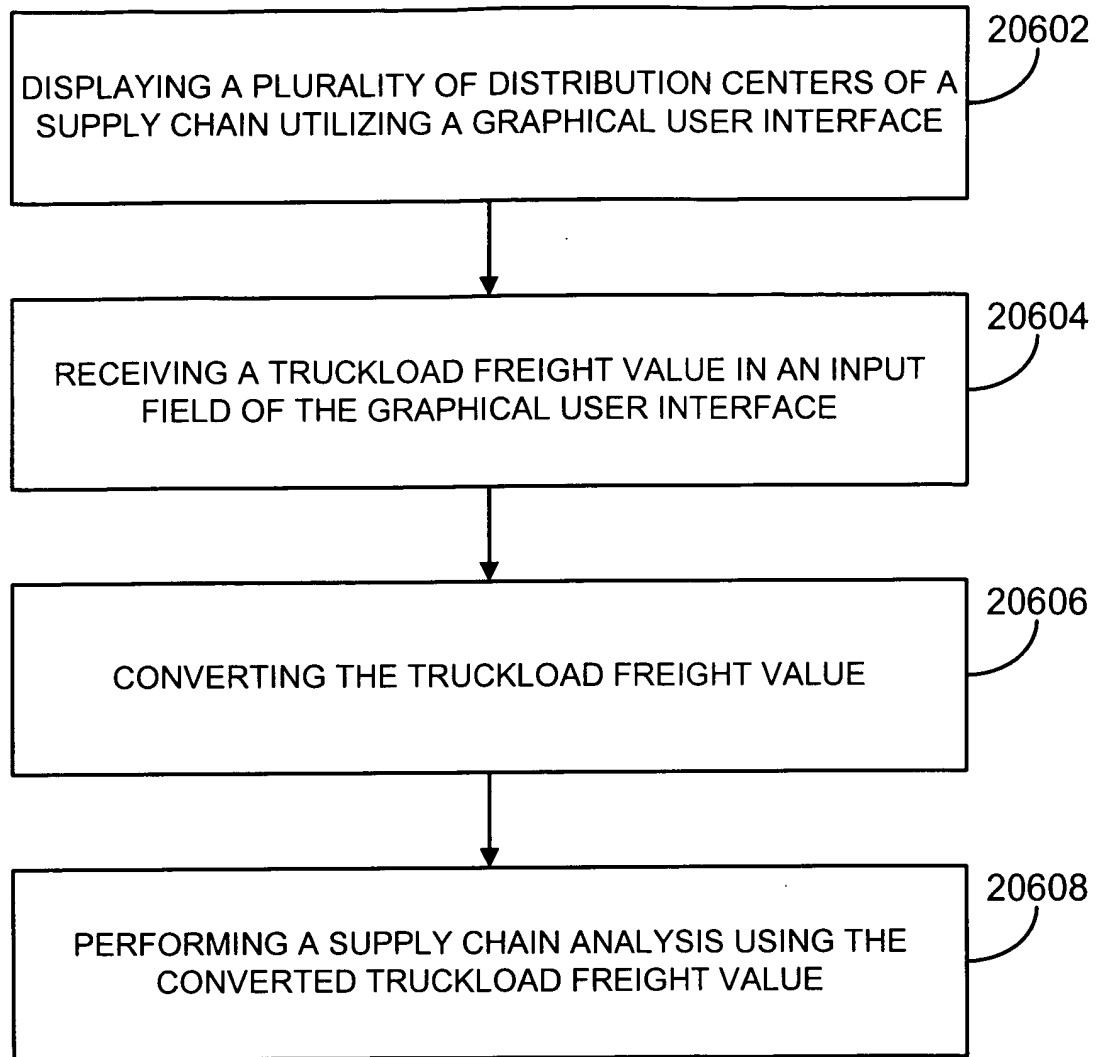 20602
DISPLAYING A PLURALITY OF DISTRIBUTION CENTERS OF A
SUPPLY CHAIN UTILIZING A GRAPHICAL USER INTERFACE
20604
RECEIVING A TRUCKLOAD FREIGHT VALUE IN AN INPUT
FIELD OF THE GRAPHICAL USER INTERFACE
20606
CONVERTING THE TRUCKLOAD FREIGHT VALUE
20608
PERFORMING A SUPPLY CHAIN ANALYSIS USING THE
CONVERTED TRUCKLOAD FREIGHT VALUE